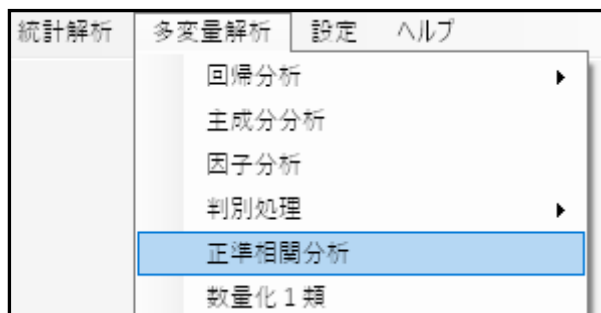 統計解析 多変量解析 設定 ヘルプ
回帰分析
主成分分析
因子分析
判別処理
正準相関分析
数量化１類